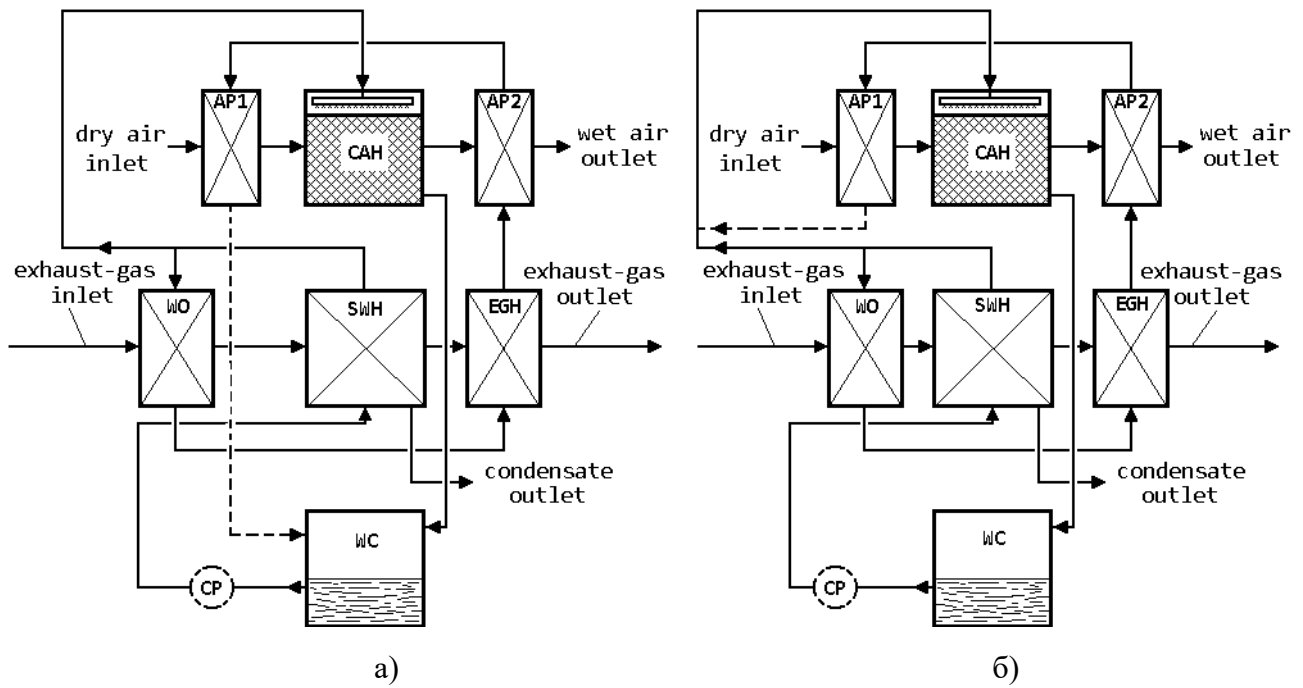 AP1
AP2
CAH
dry air
inlet
wet air
outlet
exhaust-gas
inlet
WO
SWH
EGH
exhaust-gas
outlet
condensate
outlet
WC
CP
а)
AP1
AP2
CAH
dry air
inlet
wet air
outlet
exhaust-gas
inlet
WO
SWH
EGH
exhaust-gas
outlet
condensate
outlet
WC
CP
б)